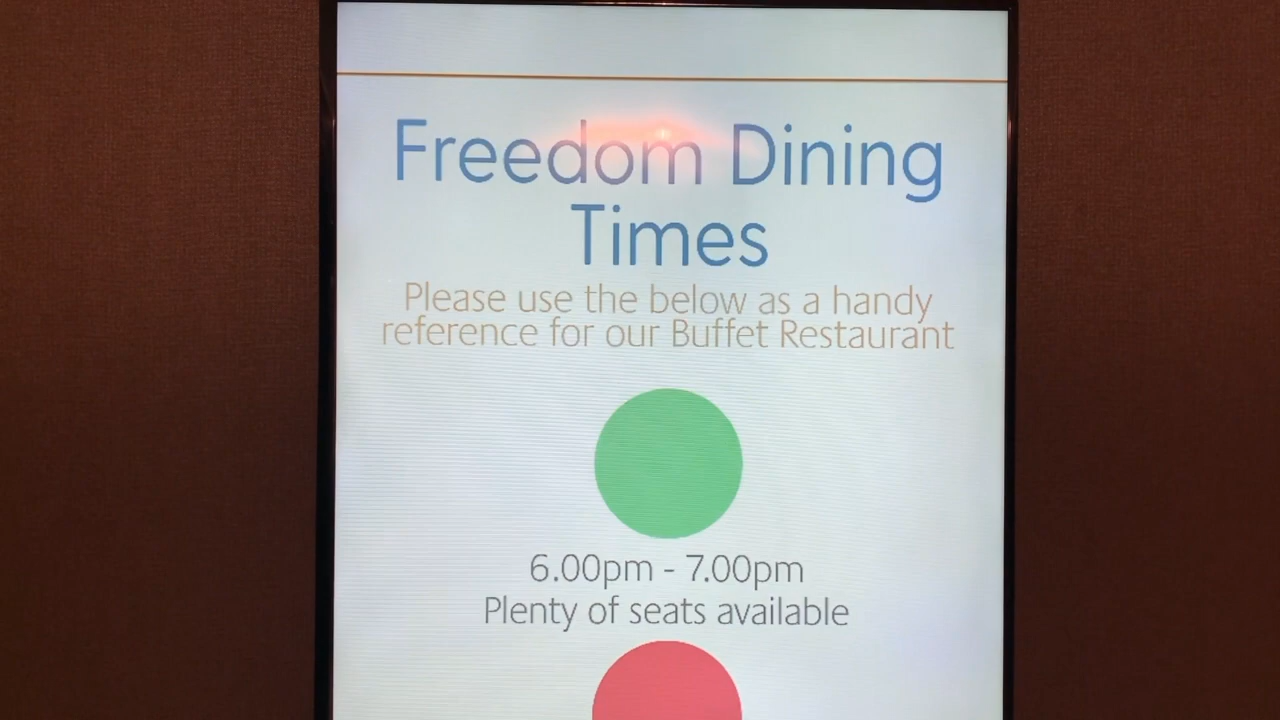 Freedom Dining
Times
Please use the below as a handy
reference for our Buffet Restaurant
6.00pm - 7.00pm
Plenty of seats available